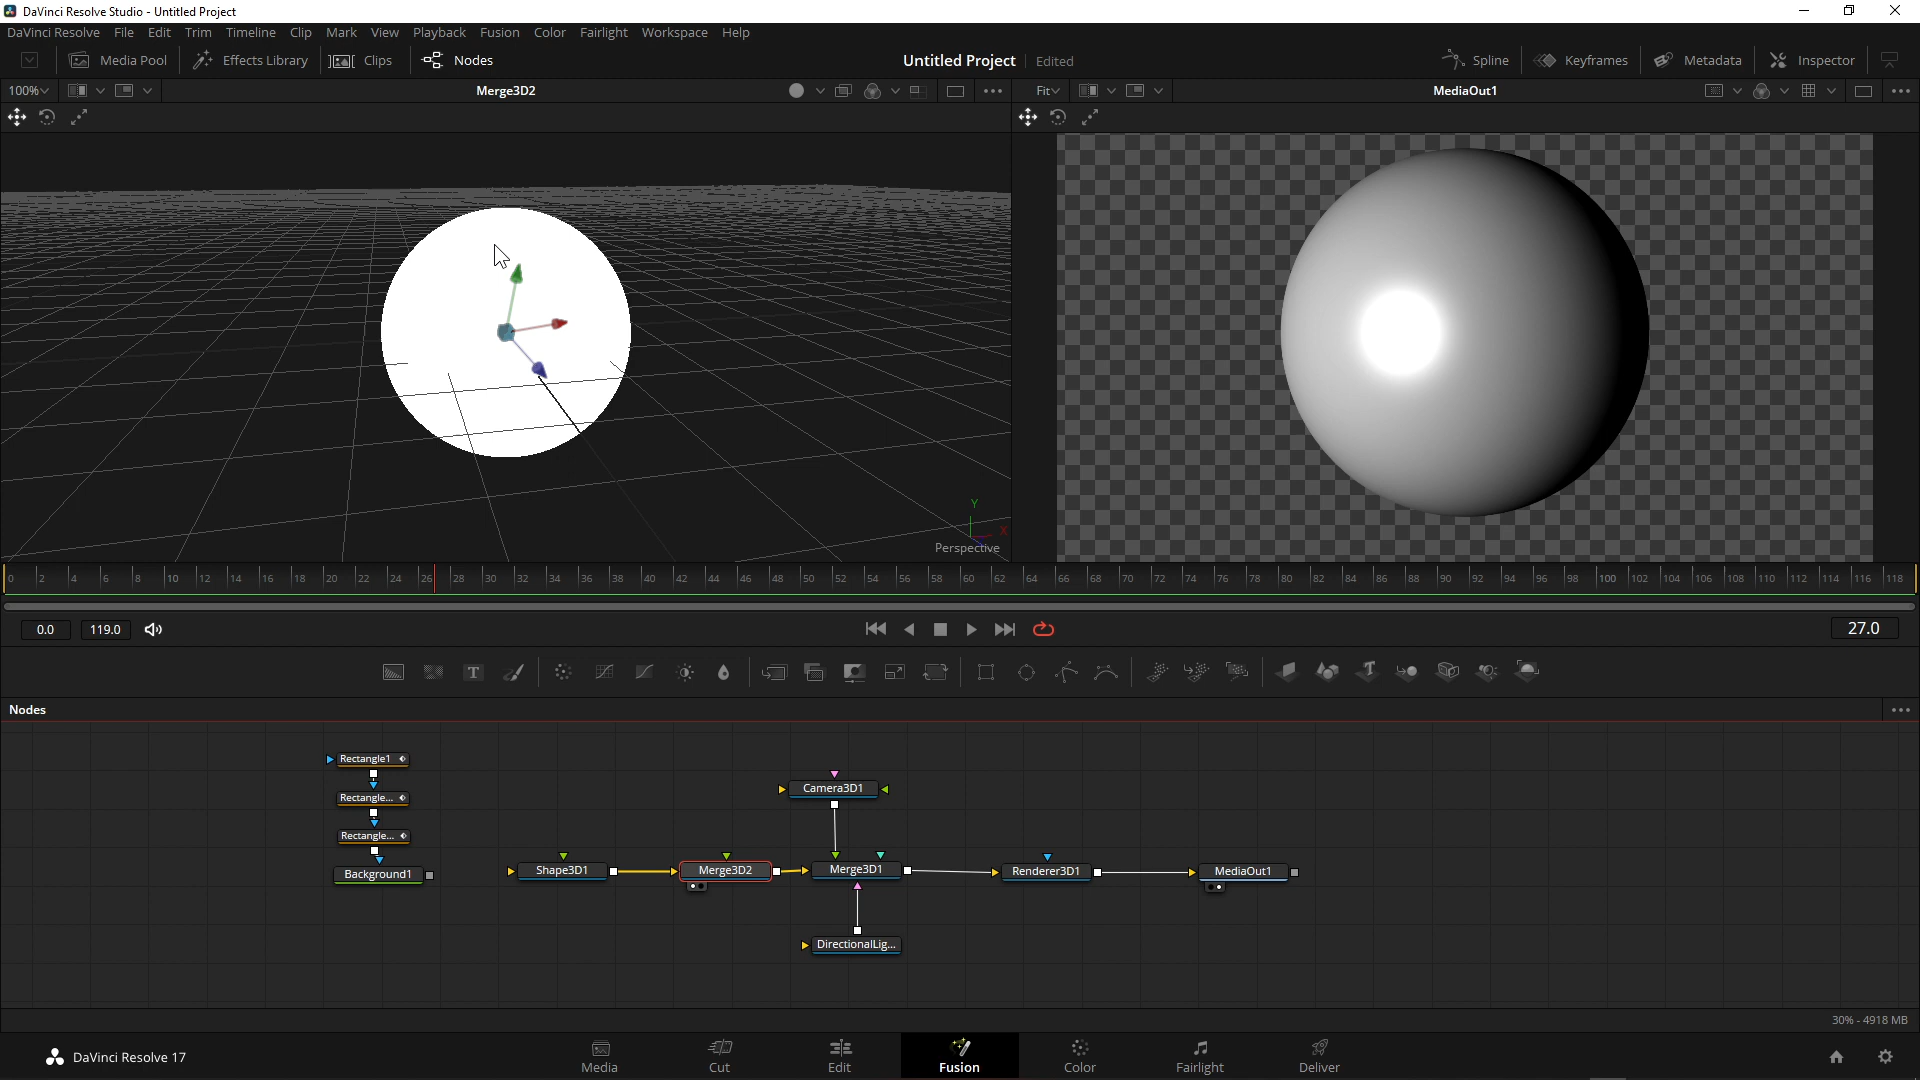 DaVinci Resolve Studio - Untitled Project
DaVinci Resolve File Edit Trim Timeline Clip Mark View Playback Fusion Color Fairlight Workspace Help
Media Pool Effects Library Clips Nodes Untitled Project Edited Spline Keyframes Metadata Inspector
100% Merge3D2 Fit MediaOut1
Y
X
Perspective
0 2 4 6 8 10 12 14 16 18 20 22 24 26 28 30 32 34 36 38 40 42 44 46 48 50 52 54 56 58 60 62 64 66 68 70 72 74 76 78 80 82 84 86 88 90 92 94 96 98 100 102 104 106 108 110 112 114 116 118
0.0 119.0 27.0
T T
Nodes
Rectangle1
Camera3D1
Rectangle...
Rectangle...
Background1 Shape3D1 Merge3D2 Merge3D1 Renderer3D1 MediaOut1
DirectionalLig...
30% - 4918 MB
DaVinci Resolve 17 Media Cut Edit Fusion Color Fairlight Deliver